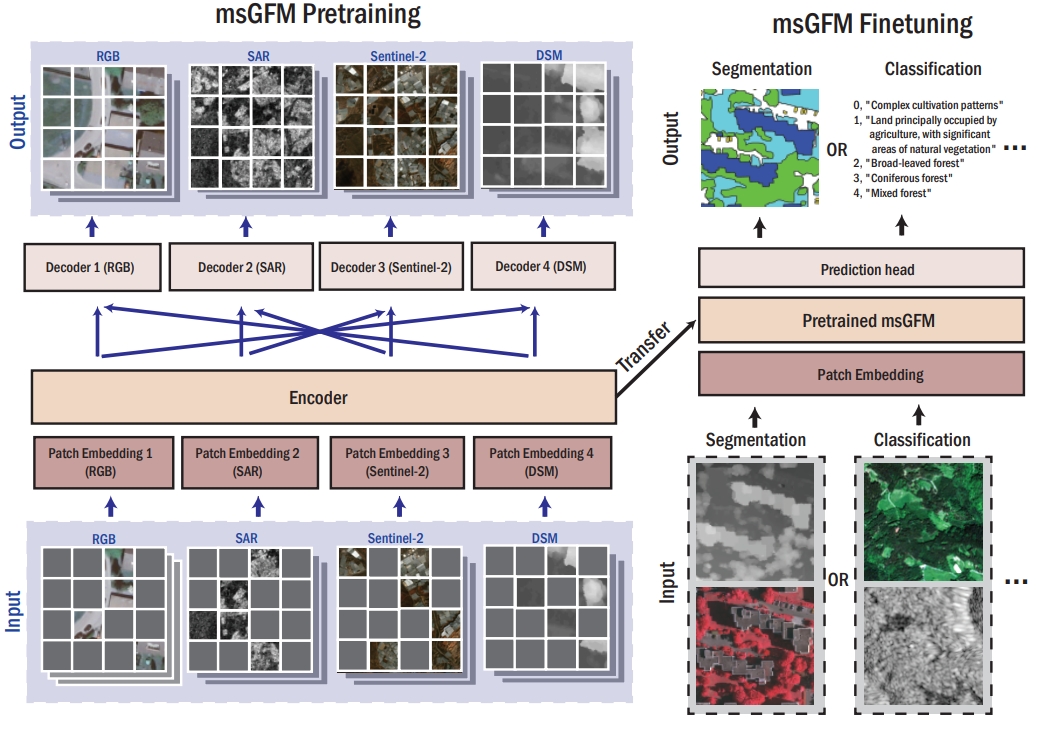 msGFM Pretraining
Output
RGB
SAR
Sentinel-2
DSM
Decoder 1 (RGB)
Decoder 2 (SAR)
Decoder 3 (Sentinel-2)
Decoder 4 (DSM)
Encoder
Transfer
Patch Embedding 1
(RGB)
Patch Embedding 2
(SAR)
Patch Embedding 3
(Sentinel-2)
Patch Embedding 4
(DSM)
Input
RGB
SAR
Sentinel-2
DSM
msGFM Finetuning
Segmentation
Classification
Output
OR
0, "Complex cultivation patterns"
1, "Land principally occupied by
agriculture, with significant
areas of natural vegetation"
2, "Broad-leaved forest"
3, "Coniferous forest"
4, "Mixed forest"
...
Prediction head
Pretrained msGFM
Patch Embedding
Segmentation
Classification
Input
OR
...